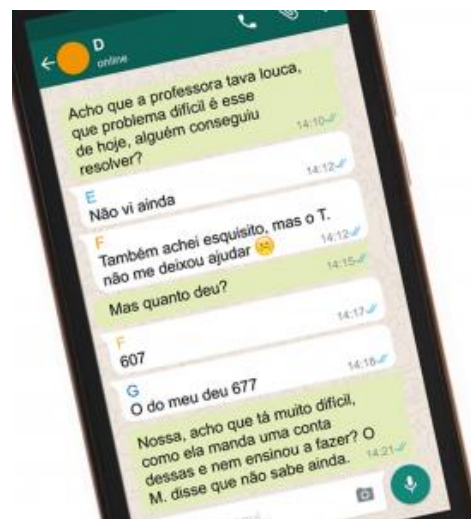 D
online
Acho que a professora tava louca,
que problema difícil é esse
de hoje, alguém conseguiu
resolver?
14:10
E
Não vi ainda
14:12
F
Também achei esquisito, mas o T.
não me deixou ajudar
14:12
Mas quanto deu?
14:15
F
607
14:17
G
O do meu deu 677
14:18
Nossa, acho que tá muito difícil,
como ela manda uma conta
dessas e nem ensinou a fazer? O
M. disse que não sabe ainda.
14:21